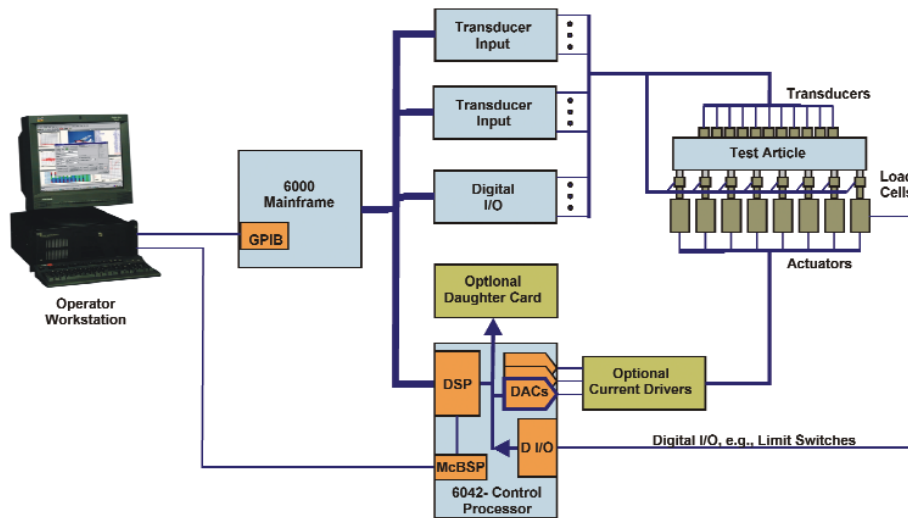 Transducer
Input
Transducer
Input
Digital
I/O
6000
Mainframe
GPIB
Operator
Workstation
Transducers
Test Article
Load
Cells
Actuators
Optional
Daughter Card
DSP
DACs
Optional
Current Drivers
D I/O
Digital I/O, e.g., Limit Switches
McBSP
6042- Control
Processor